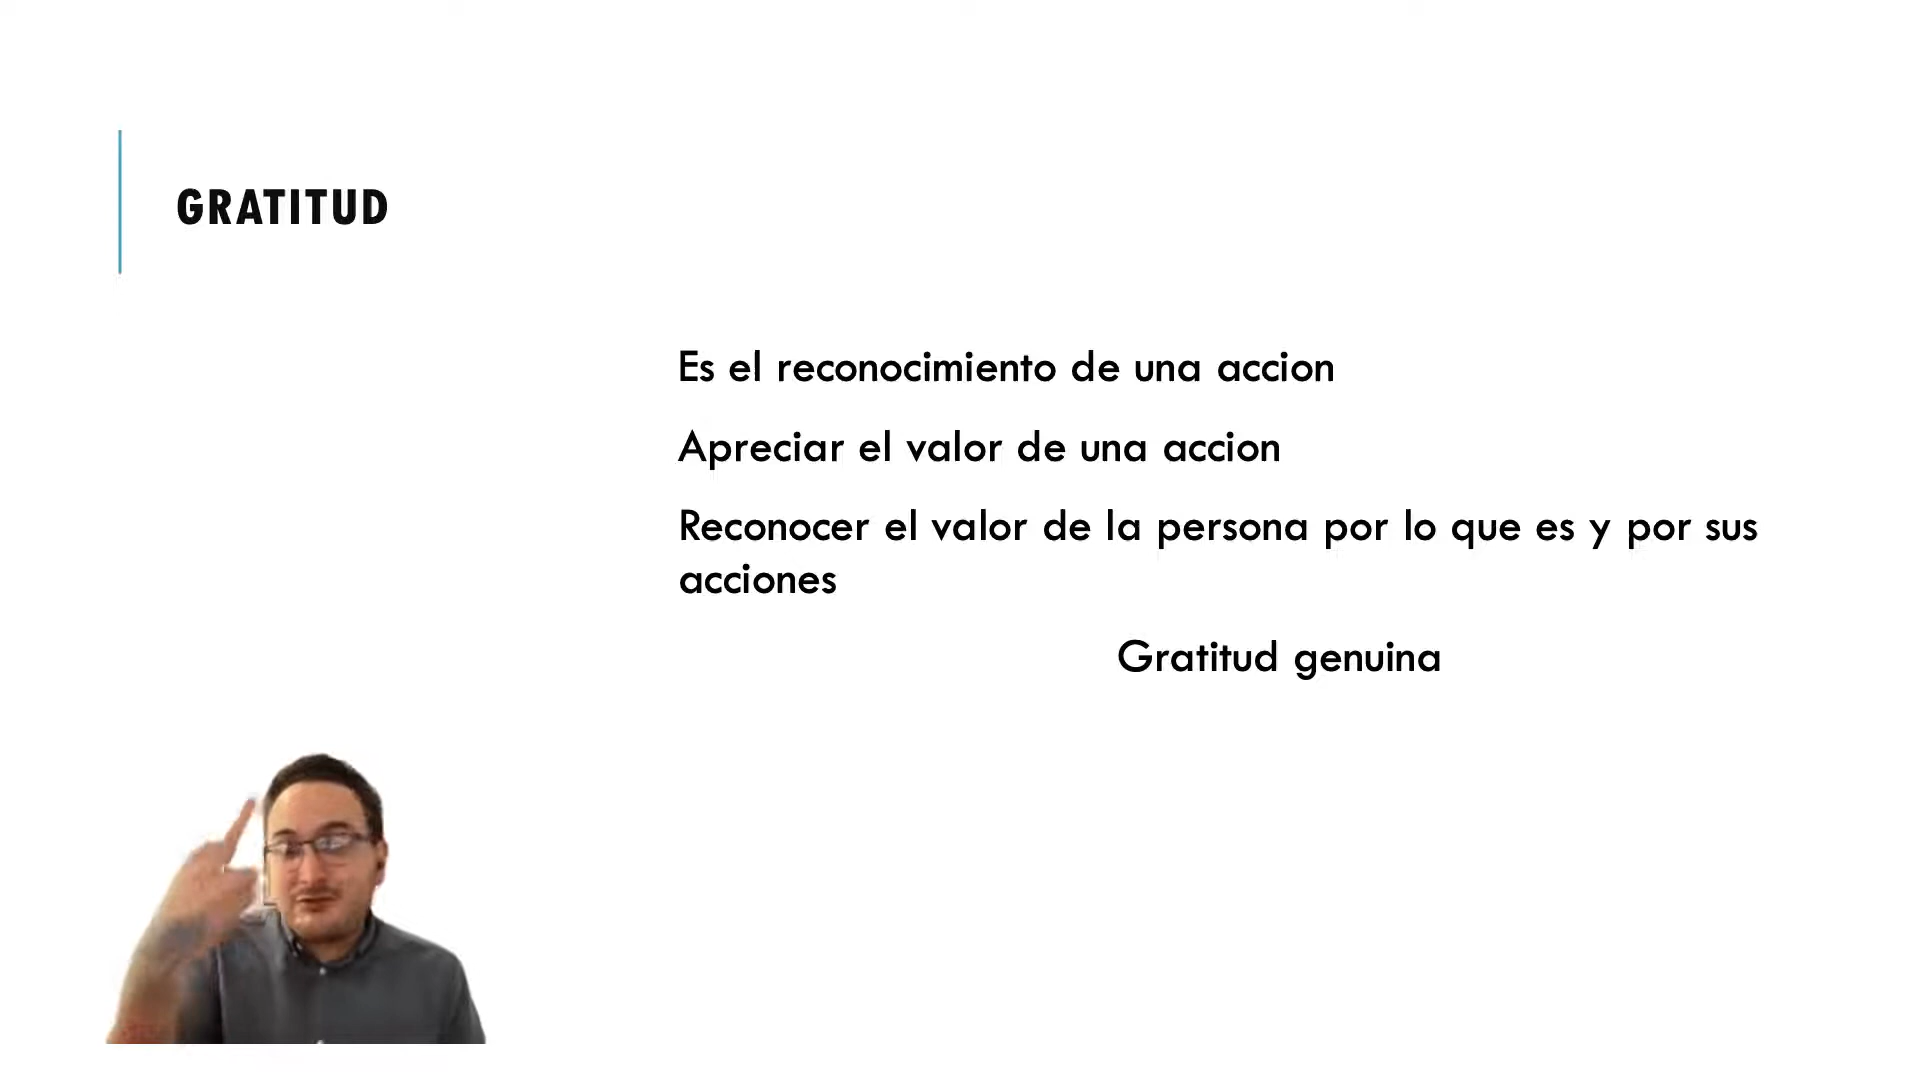 GRATITUD
Es el reconocimiento de una accion
Apreciar el valor de una accion
Reconocer el valor de la persona por lo que es y por sus
acciones
Gratitud genuina